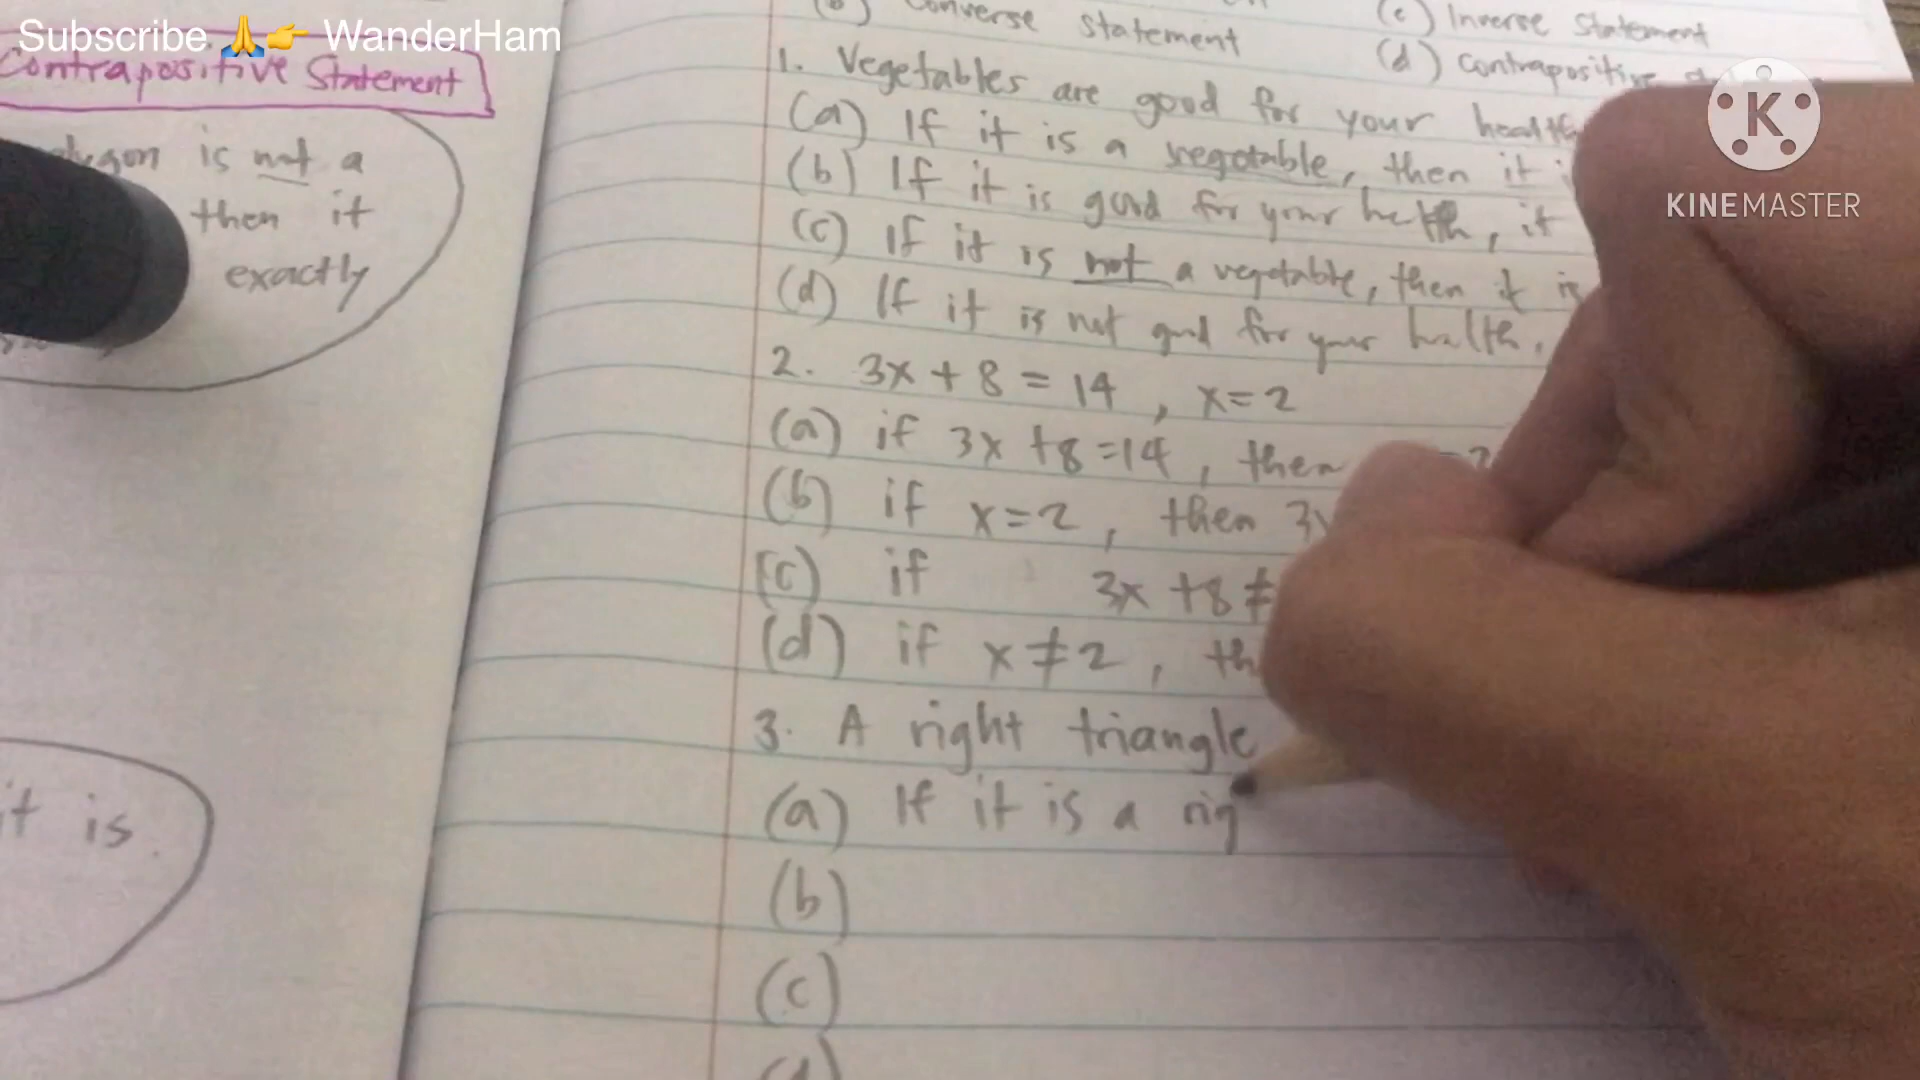 Subscribe 🙏👉 WanderHam
Contrapositive Statement
is not a
then it
exactly
it is
converse statement
(c) Inverse Statement
(d) contrapositive
1. Vegetables are good for your
(a) If it is a vegetable, then it
(b) If it is good for your health, it
(c) If it is not a vegetable, then it is
(d) If it is not good for your health,
2. 3x + 8 = 14, x = 2
(a) if 3x + 8 = 14, then
(b) if x = 2, then
(c) if 3x + 8 ≠
(d) if x ≠ 2,
3. A right triangle
(a) If it is a rig
(b)
(c)
K
KINEMASTER